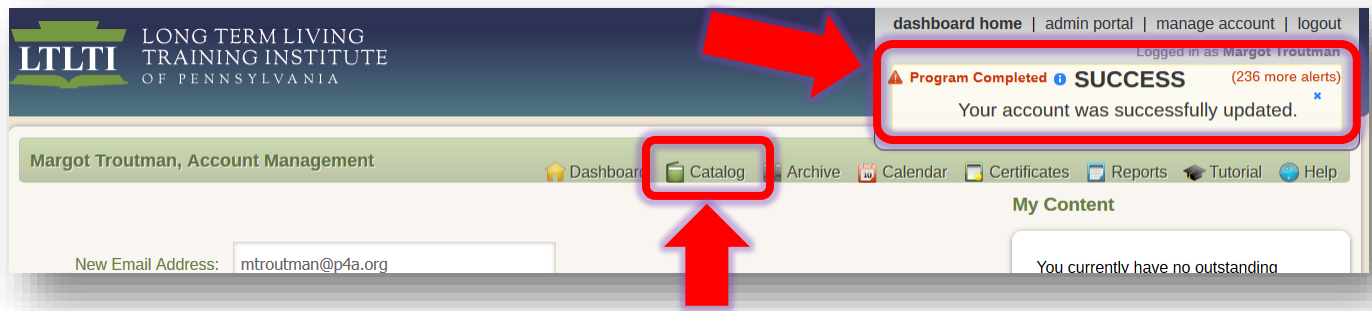 LTLTI
LONG TERM LIVING
TRAINING INSTITUTE
OF PENNSYLVANIA
dashboard home | admin portal | manage account | logout
Logged in as Margot Troutman
Program Completed i SUCCESS (236 more alerts)
Your account was successfully updated.
Margot Troutman, Account Management
Dashboard Catalog Archive Calendar Certificates Reports Tutorial Help
My Content
New Email Address: mtroutman@p4a.org
You currently have no outstanding